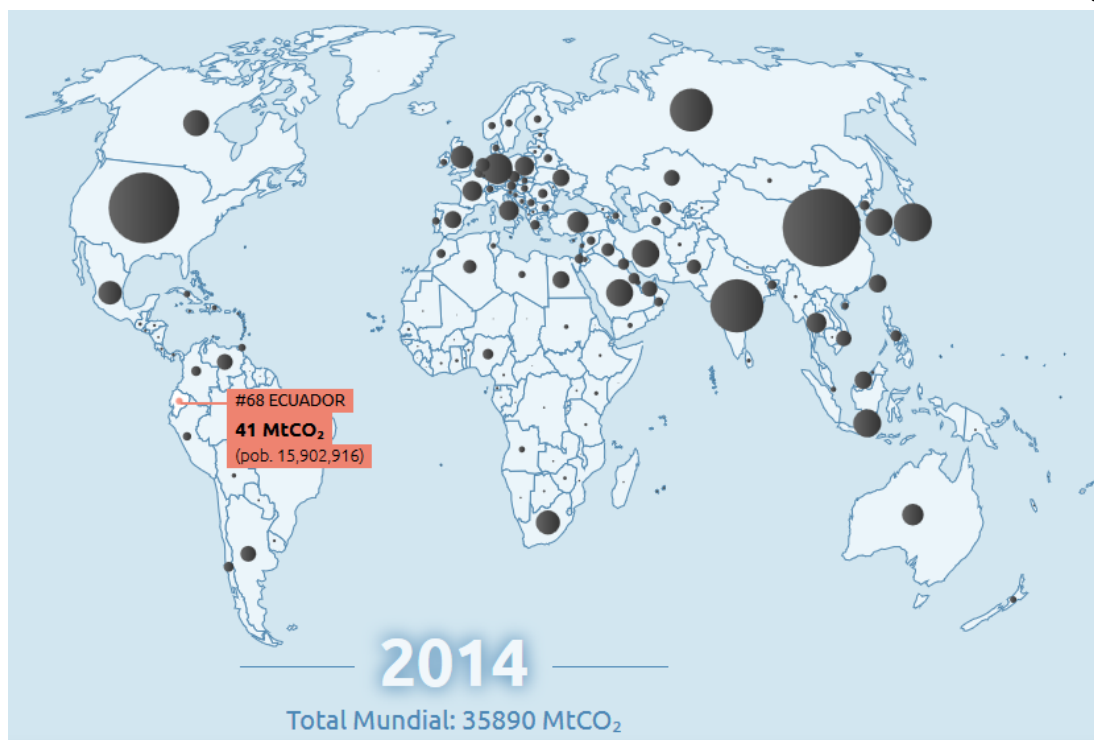 #68 ECUADOR
41 MtCO₂
(pob. 15,902,916)
2014
Total Mundial: 35890 MtCO₂